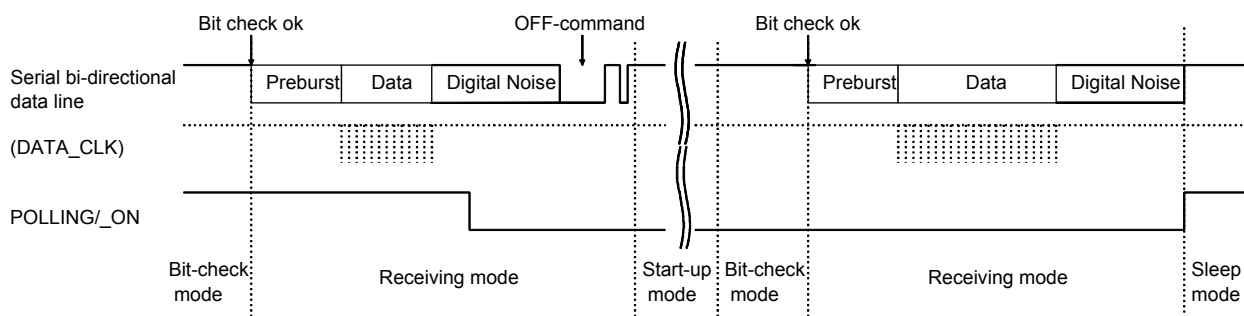 Bit check ok
OFF-command
Bit check ok
Serial bi-directional
data line
Preburst
Data
Digital Noise
Preburst
Data
Digital Noise
(DATA_CLK)
POLLING/_ON
Bit-check
mode
Receiving mode
Start-up
mode
Bit-check
mode
Receiving mode
Sleep
mode